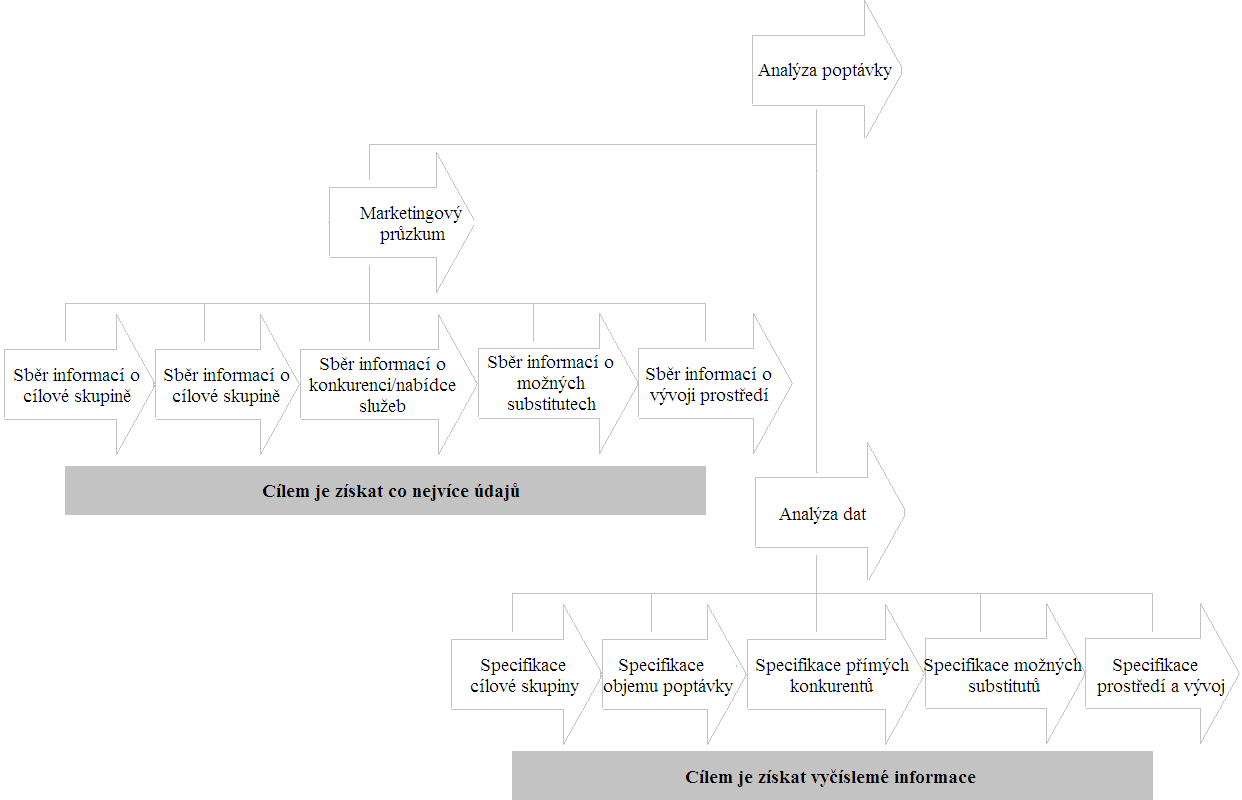 Analýza poptávky
Marketingový
průzkum
Sběr informací o
cílové skupině
Sběr informací o
cílové skupině
Sběr informací o
konkurenci/nabídce
služeb
Sběr informací o
možných
substitutech
Sběr informací o
vývoji prostředí
Cílem je získat co nejvíce údajů
Analýza dat
Specifikace
cílové skupiny
Specifikace
objemu poptávky
Specifikace přímých
konkurentů
Specifikace možných
substitutů
Specifikace
prostředí a vývoj
Cílem je získat vyčíslemé informace